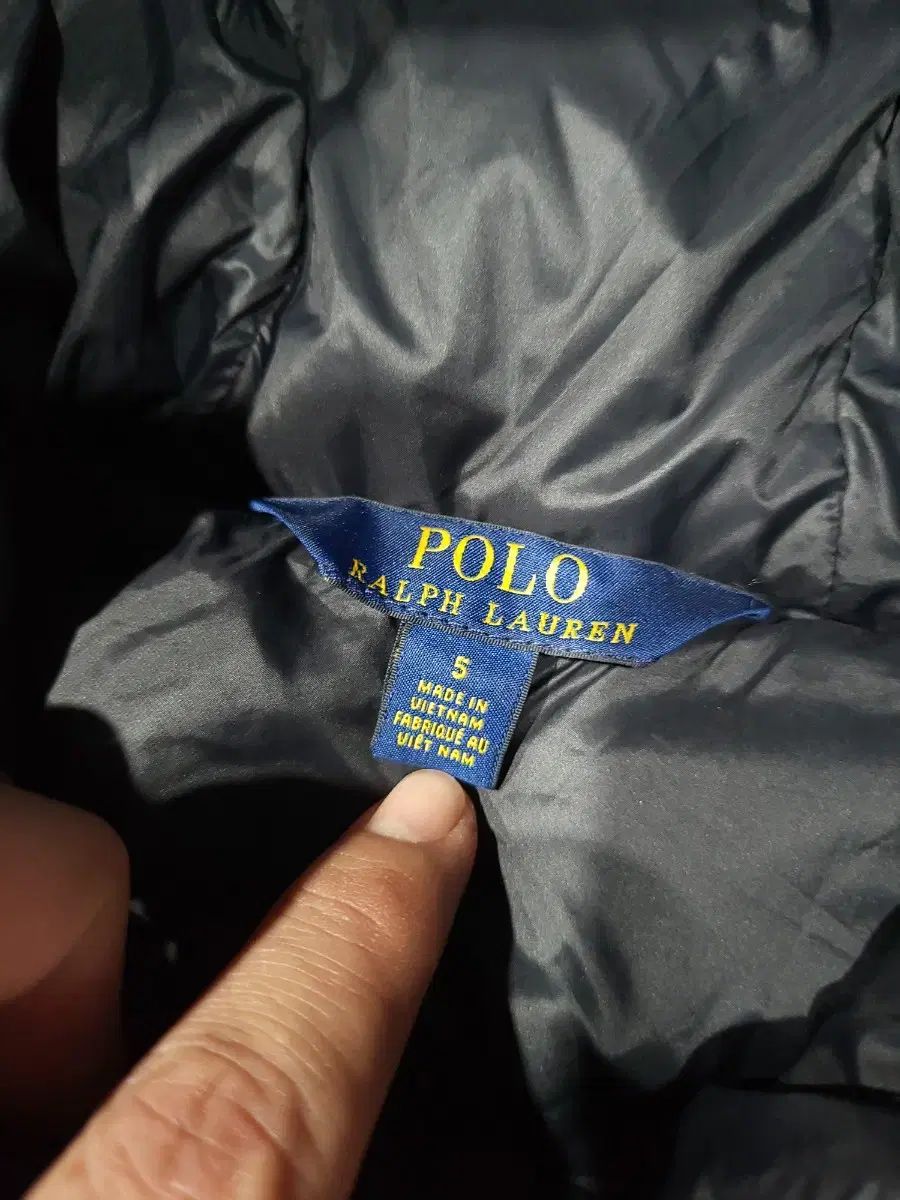 POLO
RALPH LAUREN
5
MADE IN
VIETNAM
FABRIQUÉ AU
VIÊT NAM